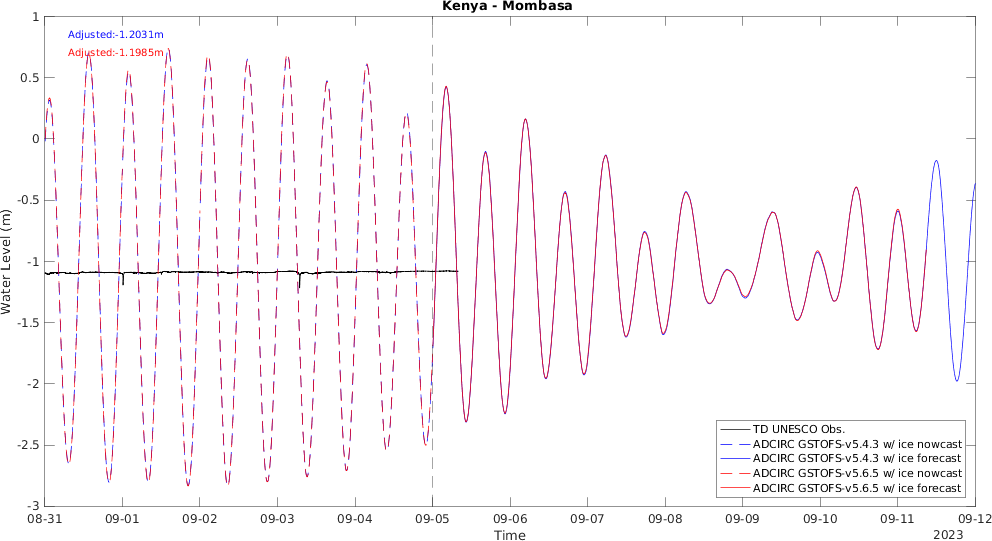 Kenya - Mombasa
Adjusted:-1.2031m
Adjusted:-1.1985m
Water Level (m)
1
0.5
0
-0.5
-1
-1.5
-2
-2.5
-3
08-31
09-01
09-02
09-03
09-04
09-05
09-06
09-07
09-08
09-09
09-10
09-11
09-12
Time
2023
TD UNESCO Obs.
ADCIRC GSTOFS-v5.4.3 w/ ice nowcast
ADCIRC GSTOFS-v5.4.3 w/ ice forecast
ADCIRC GSTOFS-v5.6.5 w/ ice nowcast
ADCIRC GSTOFS-v5.6.5 w/ ice forecast